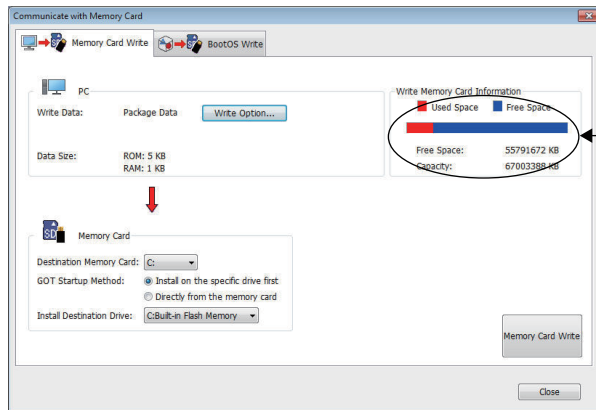 Communicate with Memory Card
Memory Card Write
BootOS Write
PC
Write Data: Package Data Write Option...
Data Size: ROM: 5 KB
RAM: 1 KB
Write Memory Card Information
Used Space Free Space
Free Space: 55791672 KB
Capacity: 67003388 KB
SD
Memory Card
Destination Memory Card: C:
GOT Startup Method: Install on the specific drive first
Directly from the memory card
Install Destination Drive: C:Built-in Flash Memory
Memory Card Write
Close